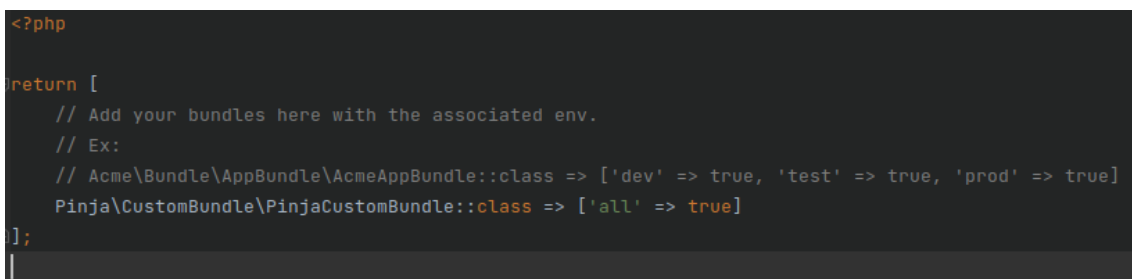 <?php
return [
// Add your bundles here with the associated env.
// Ex:
// Acme\Bundle\AppBundle\AcmeAppBundle::class => ['dev' => true, 'test' => true, 'prod' => true]
Pinja\CustomBundle\PinjaCustomBundle::class => ['all' => true]
];